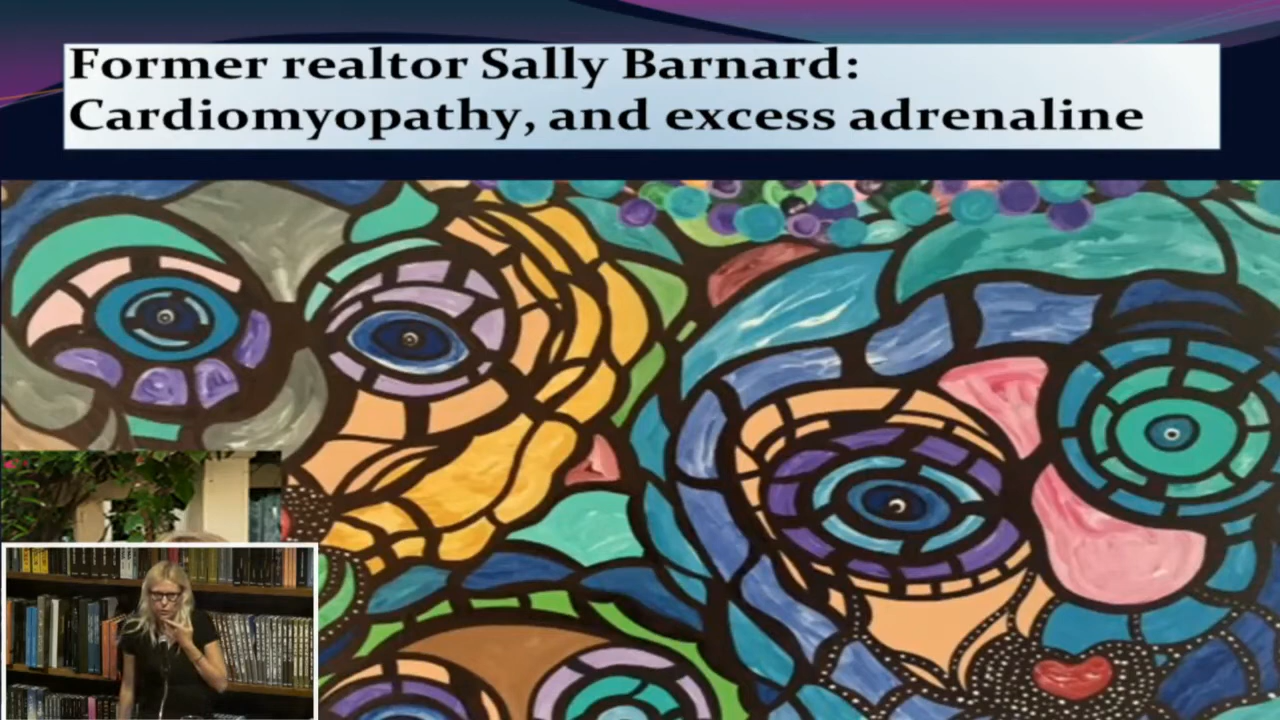 Former realtor Sally Barnard:
Cardiomyopathy, and excess adrenaline